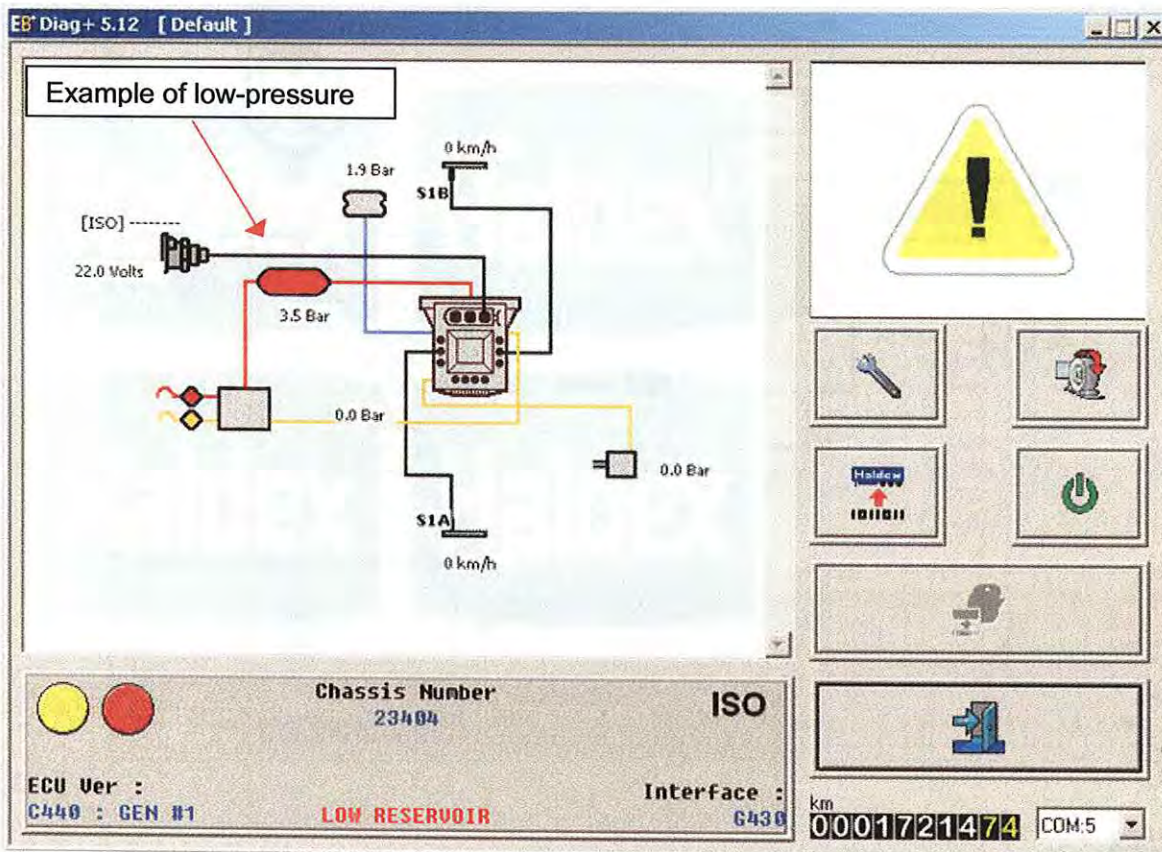 EB+ Diag+ 5.12 [ Default ]
Example of low-pressure
0 km/h
1.9 Bar
S1B
[ISO] --------
22.0 Volts
3.5 Bar
0.0 Bar
0.0 Bar
S1A
0 km/h
Haldex
1011011
Chassis Number
23404
ISO
ECU Ver :
C440 : GEN #1
LOW RESERVOIR
Interface :
G430
km
0001721474
COM:5